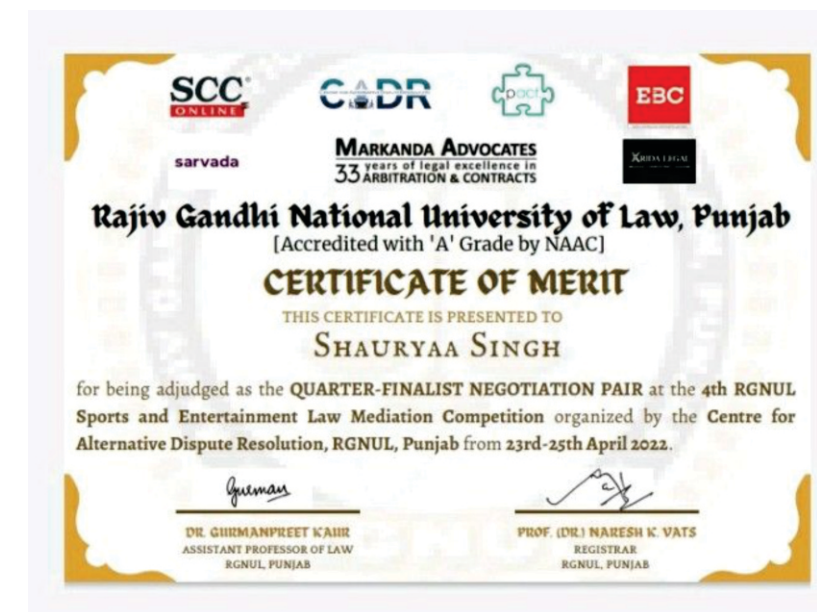 SCC
ONLINE
CADR
pacf
EBC
sarvada
MARKANDA ADVOCATES
33 years of legal excellence in
ARBITRATION & CONTRACTS
KRIDA LEGAL
Rajiv Gandhi National University of Law, Punjab
[Accredited with 'A' Grade by NAAC]
CERTIFICATE OF MERIT
THIS CERTIFICATE IS PRESENTED TO
SHAURYAA SINGH
for being adjudged as the QUARTER-FINALIST NEGOTIATION PAIR at the 4th RGNUL
Sports and Entertainment Law Mediation Competition organized by the Centre for
Alternative Dispute Resolution, RGNUL, Punjab from 23rd-25th April 2022.
Gurman
DR. GURMANPREET KAUR
ASSISTANT PROFESSOR OF LAW
RGNUL, PUNJAB
PROF. (DR.) NARESH K. VATS
REGISTRAR
RGNUL, PUNJAB